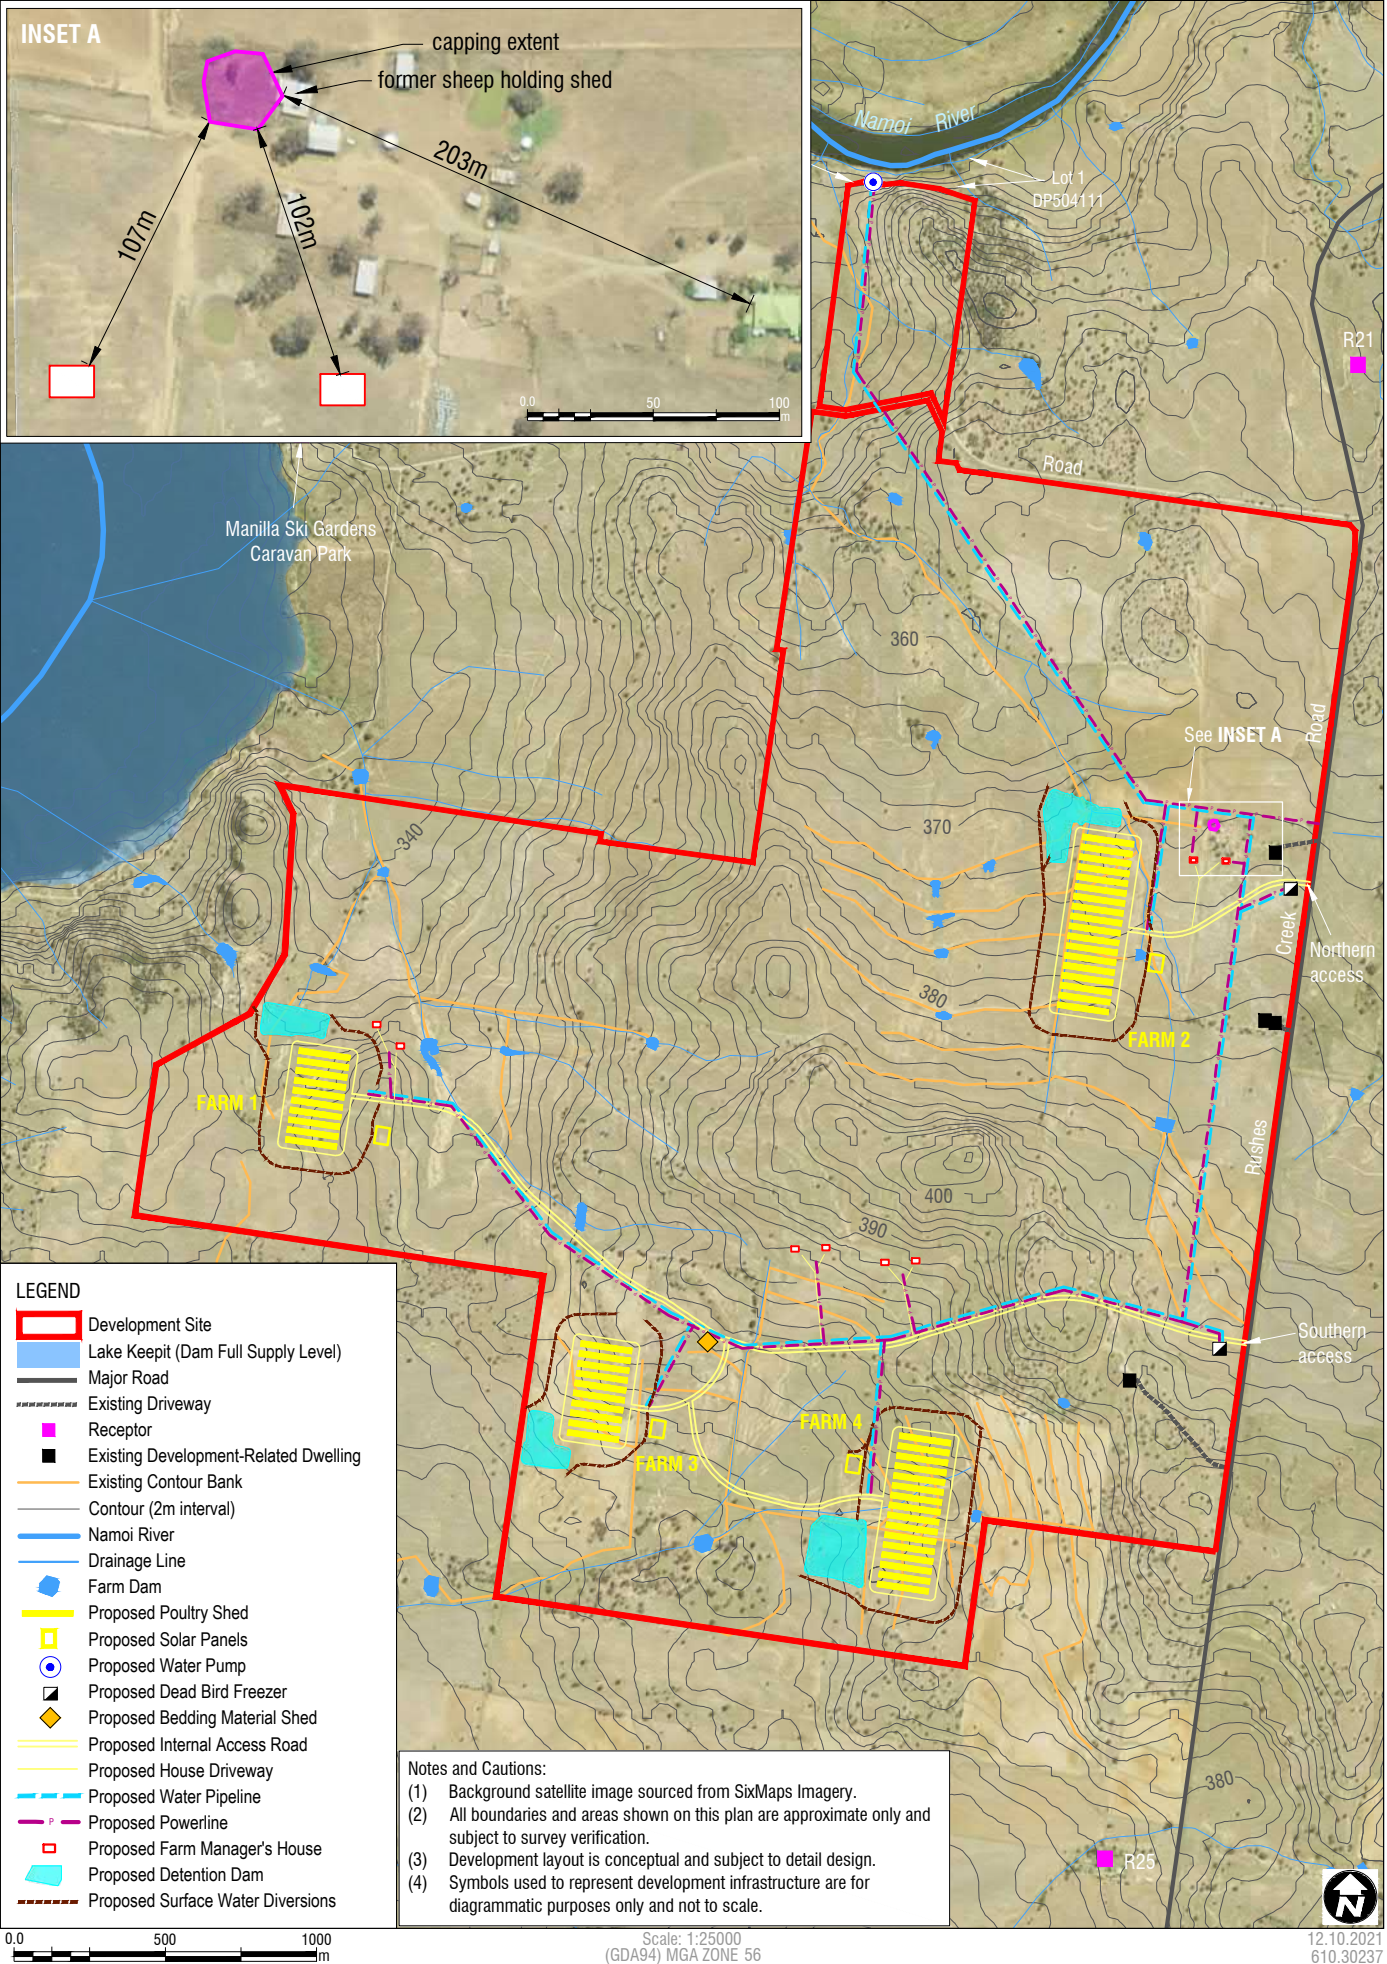 INSET A
capping extent
former sheep holding shed
203m
107m
102m
0.0
50
100
m
Namoi River
Lot 1
DP504111
R21
Road
Manilla Ski Gardens
Caravan Park
360
See INSET A
Road
370
340
Creek
Northern
access
380
FARM 2
FARM 1
Rushes
400
390
Southern
access
FARM 4
FARM 3
380
R25
LEGEND
Development Site
Lake Keepit (Dam Full Supply Level)
Major Road
Existing Driveway
Receptor
Existing Development-Related Dwelling
Existing Contour Bank
Contour (2m interval)
Namoi River
Drainage Line
Farm Dam
Proposed Poultry Shed
Proposed Solar Panels
Proposed Water Pump
Proposed Dead Bird Freezer
Proposed Bedding Material Shed
Proposed Internal Access Road
Proposed House Driveway
Proposed Water Pipeline
P
Proposed Powerline
Proposed Farm Manager's House
Proposed Detention Dam
Proposed Surface Water Diversions
Notes and Cautions:
(1) Background satellite image sourced from SixMaps Imagery.
(2) All boundaries and areas shown on this plan are approximate only and
subject to survey verification.
(3) Development layout is conceptual and subject to detail design.
(4) Symbols used to represent development infrastructure are for
diagrammatic purposes only and not to scale.
N
0.0
500
1000
m
Scale: 1:25000
(GDA94) MGA ZONE 56
12.10.2021
610.30237